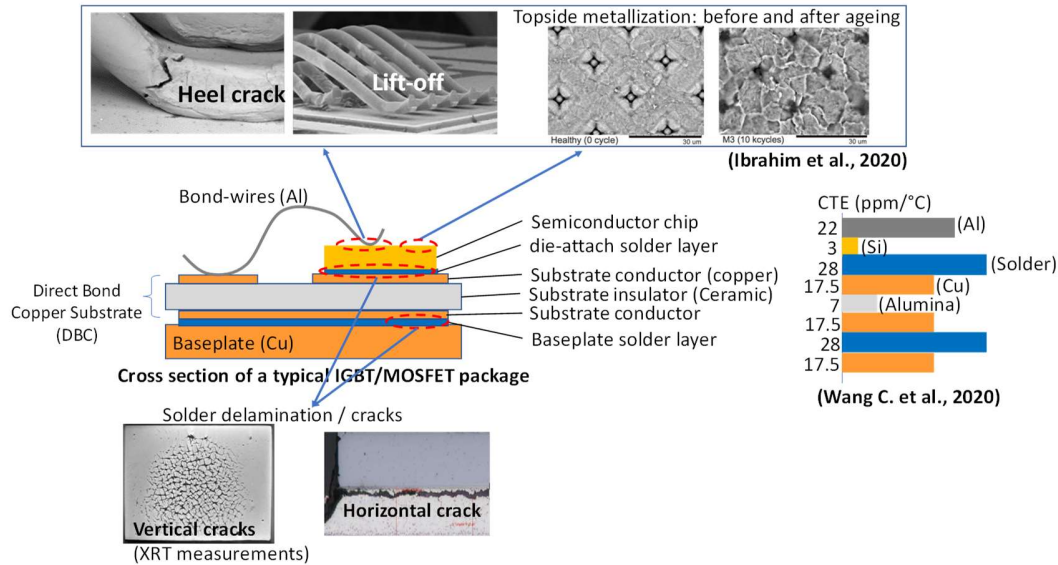 Topside metallization: before and after ageing
Heel crack
Lift-off
Healthy (0 cycle)
30 um
M3 (10 kcycles)
30 um
(Ibrahim et al., 2020)
Bond-wires (Al)
Semiconductor chip
die-attach solder layer
Substrate conductor (copper)
Substrate insulator (Ceramic)
Substrate conductor
Baseplate solder layer
Direct Bond
Copper Substrate
(DBC)
Baseplate (Cu)
Cross section of a typical IGBT/MOSFET package
CTE (ppm/°C)
22 (Al)
3 (Si)
28 (Solder)
17.5 (Cu)
7 (Alumina)
17.5
28
17.5
(Wang C. et al., 2020)
Solder delamination / cracks
Vertical cracks
(XRT measurements)
Horizontal crack